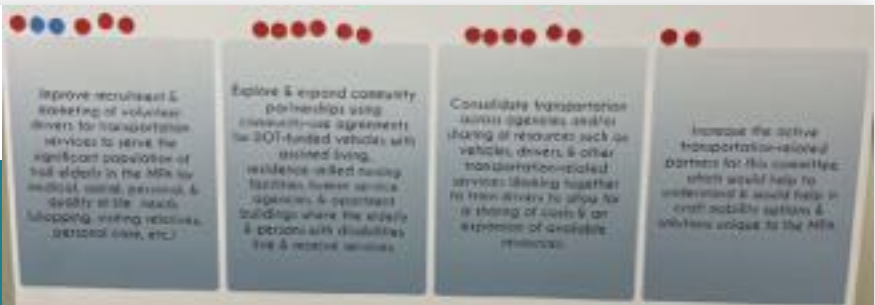 Improve recruitment &
marketing of volunteer
drivers for transportation
services to serve the
significant population of
frail elderly in the MPA for
medical, social, personal, &
quality of life needs
(shopping, visiting relatives,
personal care, etc.)
Explore & expand community
partnerships using
community-use agreements
for DOT-funded vehicles with
assisted living,
residence skilled nursing
facilities, human service
agencies, & apartment
buildings where the elderly
& persons with disabilities
live & receive services
Consolidate transportation
across agencies and/or
sharing of resources such as
vehicles, drivers, & other
transportation-related
services (Banking together
to train drivers to allow for
a sharing of costs & an
expansion of available
resources)
Increase the active
transportation-related
partners for this committee,
which would help to
understand & would help in
craft mobility options &
solutions unique to the MPA